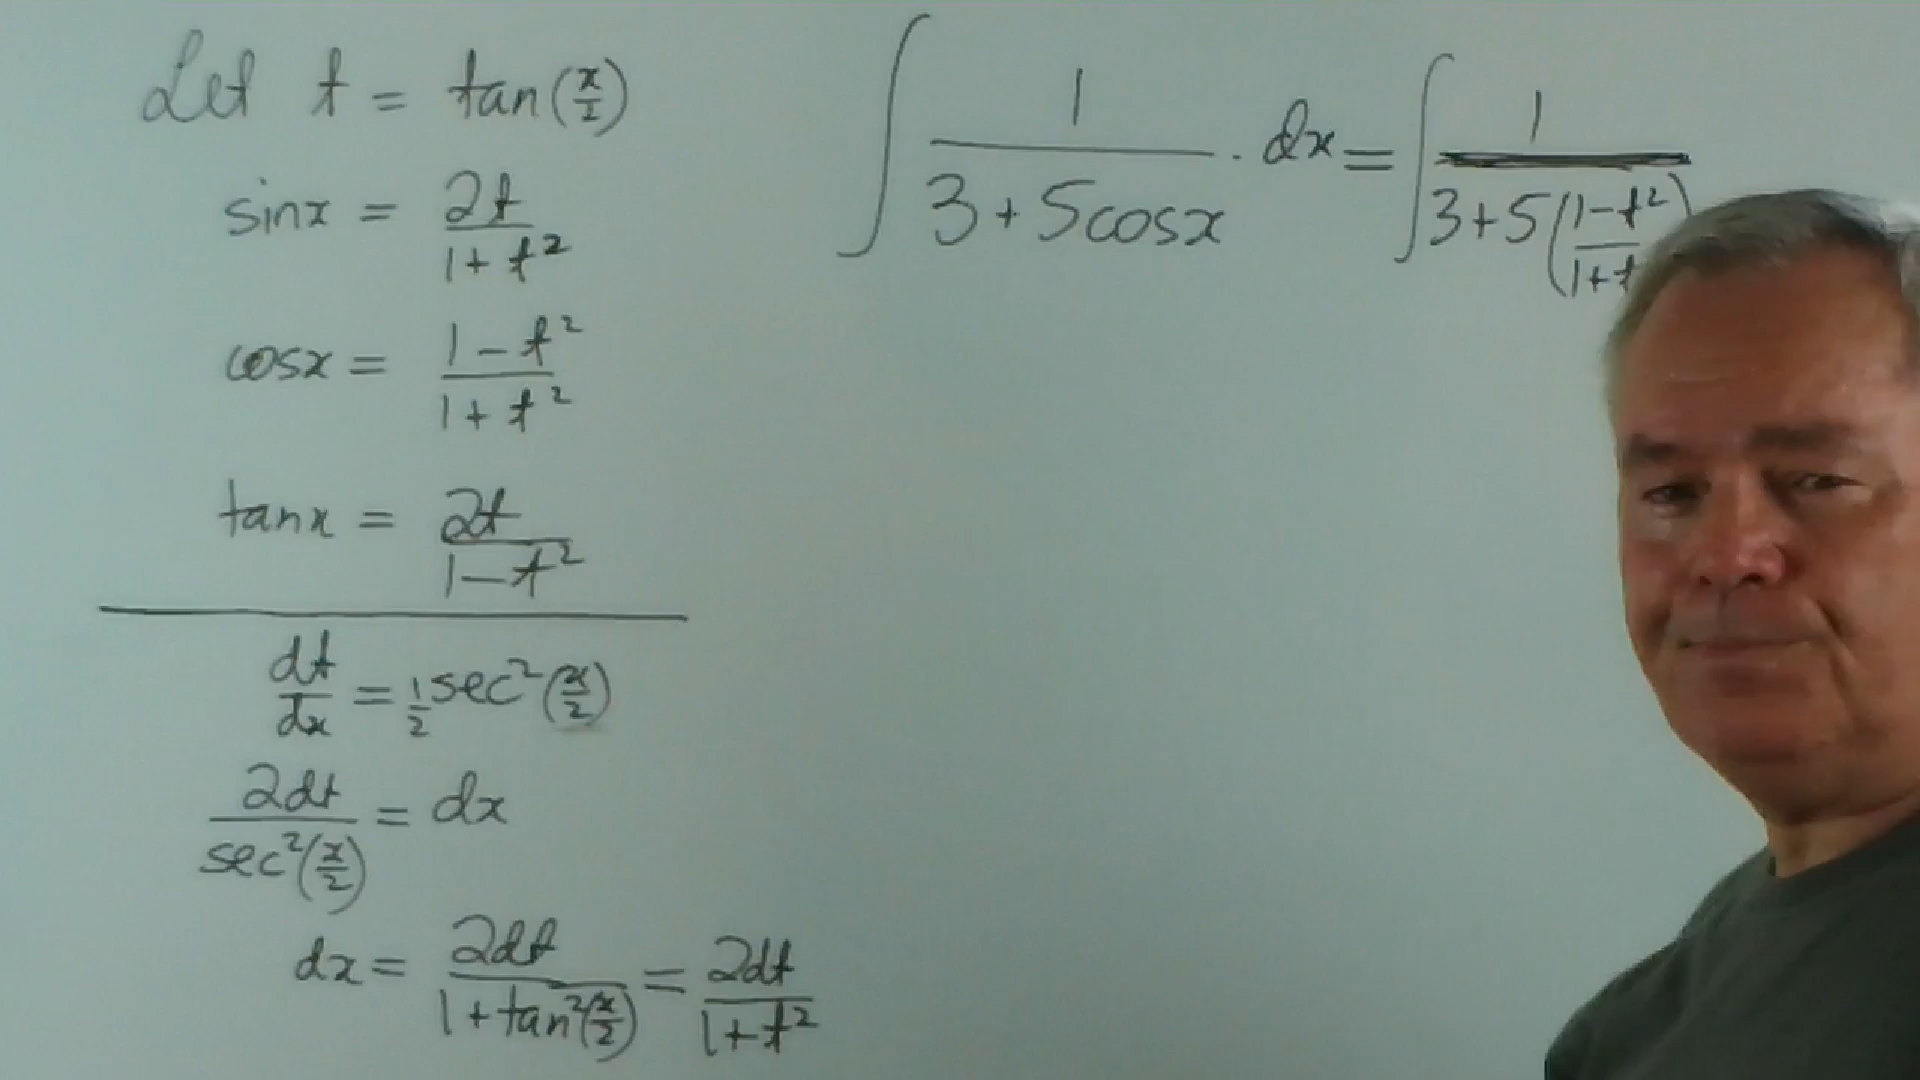 Let t = tan(x/2)
sinx = 2t/1+t²
cosx = 1-t²/1+t²
tanx = 2t/1-t²
dt/dx = 1/2 sec²(x/2)
2dt/sec²(x/2) = dx
dx = 2dt/1+tan²(x/2) = 2dt/1+t²
∫ 1/3+5cosx . dx = ∫ 1/3+5(1-t²/1+t